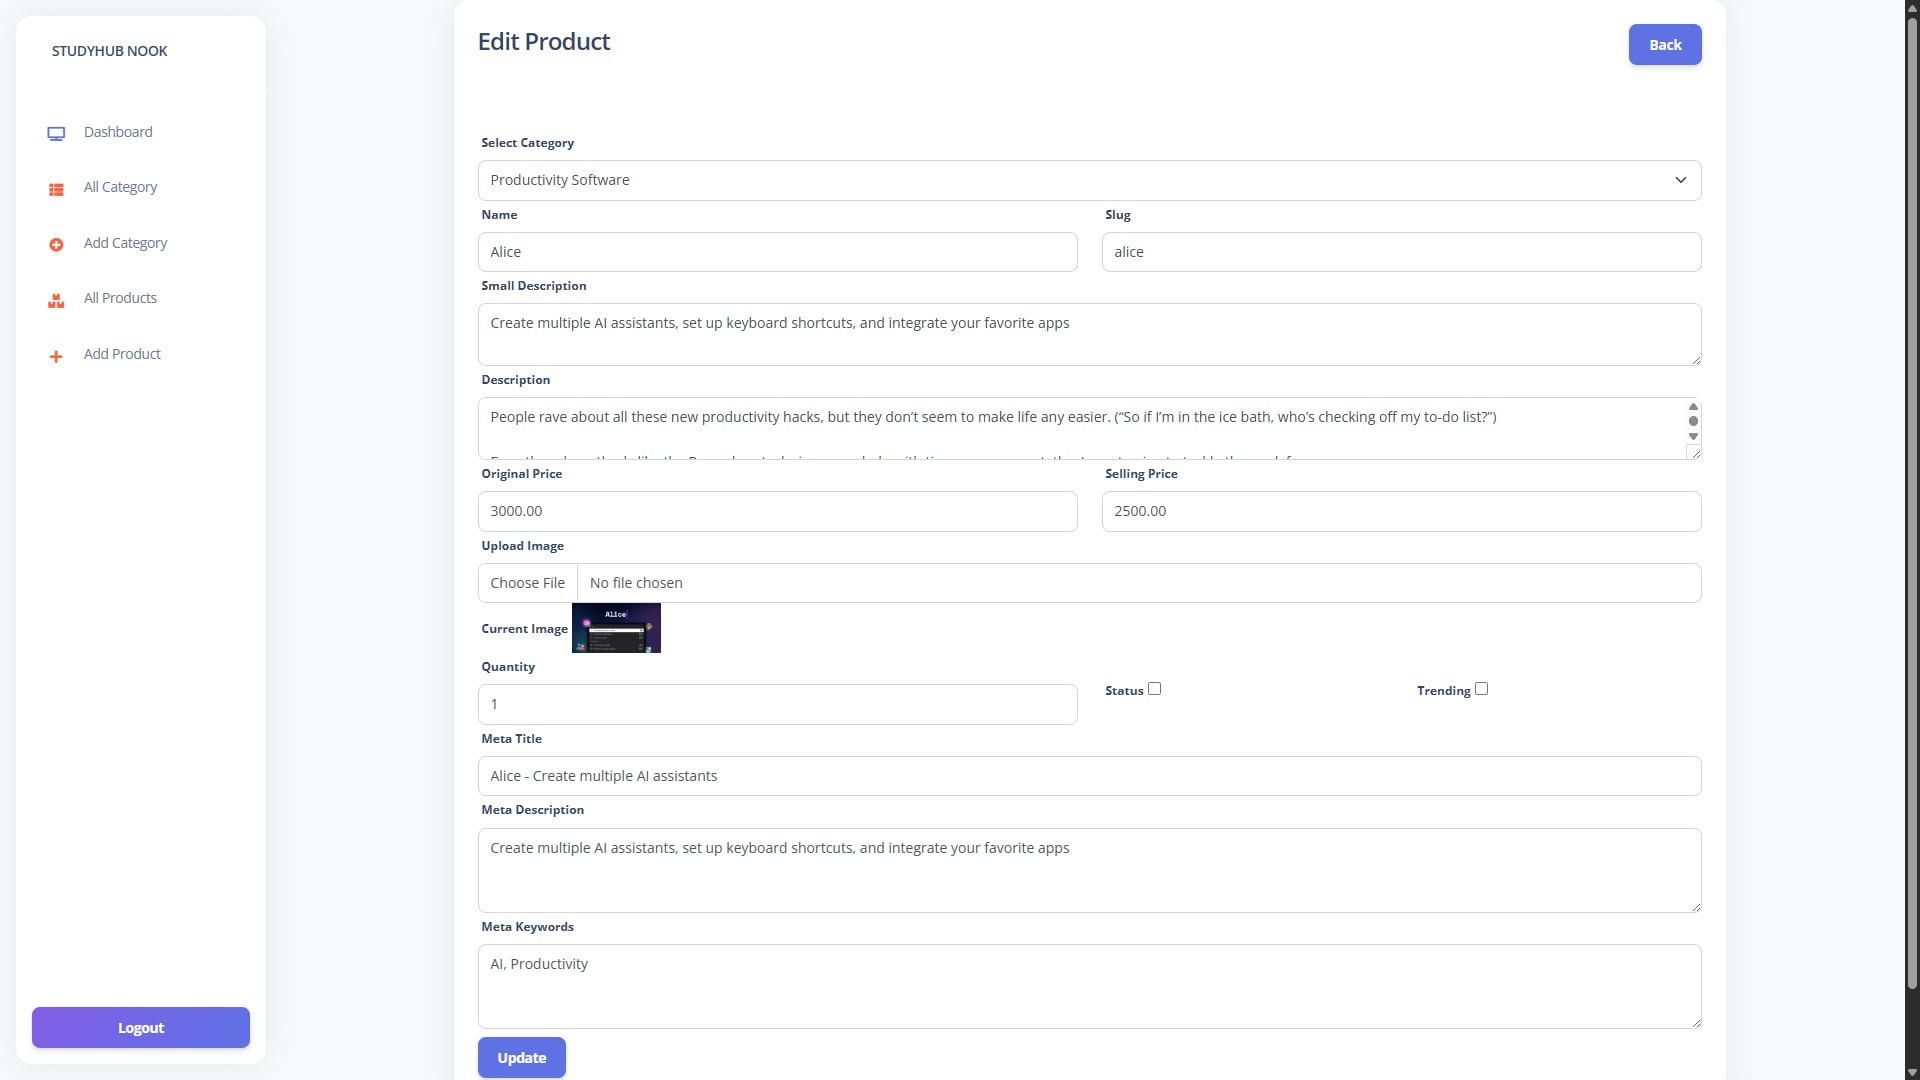 STUDYHUB NOOK
Dashboard
All Category
Add Category
All Products
Add Product
Logout
Edit Product
Back
Select Category
Productivity Software
Name
Slug
Alice
alice
Small Description
Create multiple AI assistants, set up keyboard shortcuts, and integrate your favorite apps
Description
People rave about all these new productivity hacks, but they don’t seem to make life any easier. (“So if I’m in the ice bath, who’s checking off my to-do list?”)
Original Price
Selling Price
3000.00
2500.00
Upload Image
Choose File
No file chosen
Alice
Current Image
Quantity
1
Status
Trending
Meta Title
Alice - Create multiple AI assistants
Meta Description
Create multiple AI assistants, set up keyboard shortcuts, and integrate your favorite apps
Meta Keywords
AI, Productivity
Update